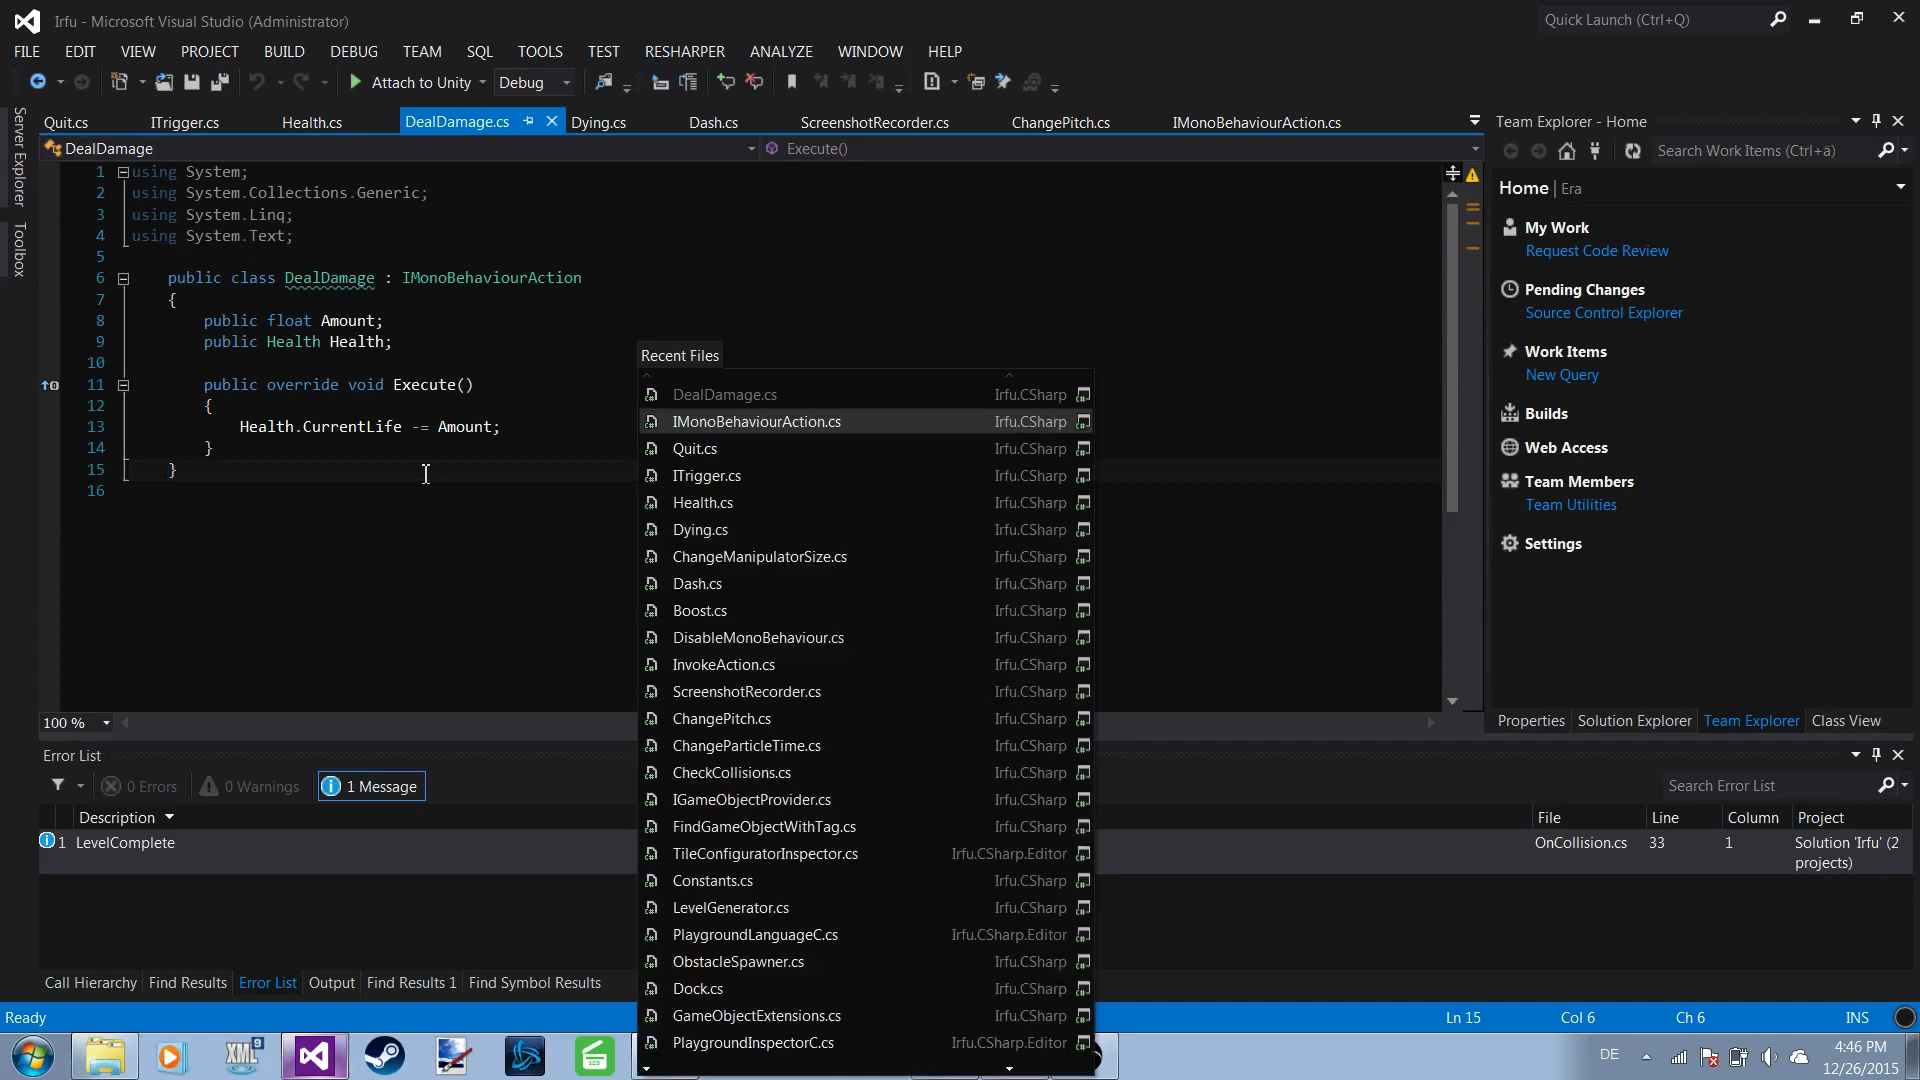 Irfu - Microsoft Visual Studio (Administrator)
Quick Launch (Ctrl+Q)
FILE EDIT VIEW PROJECT BUILD DEBUG TEAM SQL TOOLS TEST RESHARPER ANALYZE WINDOW HELP
Attach to Unity Debug
Server Explorer
Toolbox
Quit.cs ITrigger.cs Health.cs DealDamage.cs Dying.cs Dash.cs ScreenshotRecorder.cs ChangePitch.cs IMonoBehaviourAction.cs
DealDamage Execute()
1 using System;
2 using System.Collections.Generic;
3 using System.Linq;
4 using System.Text;
5
6 public class DealDamage : IMonoBehaviourAction
7 {
8 public float Amount;
9 public Health Health;
10
11 public override void Execute()
12 {
13 Health.CurrentLife -= Amount;
14 }
15 }
16
100 %
Recent Files
DealDamage.cs Irfu.CSharp
IMonoBehaviourAction.cs Irfu.CSharp
Quit.cs Irfu.CSharp
ITrigger.cs Irfu.CSharp
Health.cs Irfu.CSharp
Dying.cs Irfu.CSharp
ChangeManipulatorSize.cs Irfu.CSharp
Dash.cs Irfu.CSharp
Boost.cs Irfu.CSharp
DisableMonoBehaviour.cs Irfu.CSharp
InvokeAction.cs Irfu.CSharp
ScreenshotRecorder.cs Irfu.CSharp
ChangePitch.cs Irfu.CSharp
ChangeParticleTime.cs Irfu.CSharp
CheckCollisions.cs Irfu.CSharp
IGameObjectProvider.cs Irfu.CSharp
FindGameObjectWithTag.cs Irfu.CSharp
TileConfiguratorInspector.cs Irfu.CSharp.Editor
Constants.cs Irfu.CSharp
LevelGenerator.cs Irfu.CSharp
PlaygroundLanguageC.cs Irfu.CSharp.Editor
ObstacleSpawner.cs Irfu.CSharp
Dock.cs Irfu.CSharp
GameObjectExtensions.cs Irfu.CSharp
PlaygroundInspectorC.cs Irfu.CSharp.Editor
Team Explorer - Home
Search Work Items (Ctrl+ä)
Home | Era
My Work
Request Code Review
Pending Changes
Source Control Explorer
Work Items
New Query
Builds
Web Access
Team Members
Team Utilities
Settings
Properties Solution Explorer Team Explorer Class View
Error List
0 Errors 0 Warnings 1 Message
Search Error List
Description File Line Column Project
1 LevelComplete OnCollision.cs 33 1 Solution 'Irfu' (2
projects)
Call Hierarchy Find Results Error List Output Find Results 1 Find Symbol Results
Ready Ln 15 Col 6 Ch 6 INS
XML 9
123
DE
4:46 PM
12/26/2015